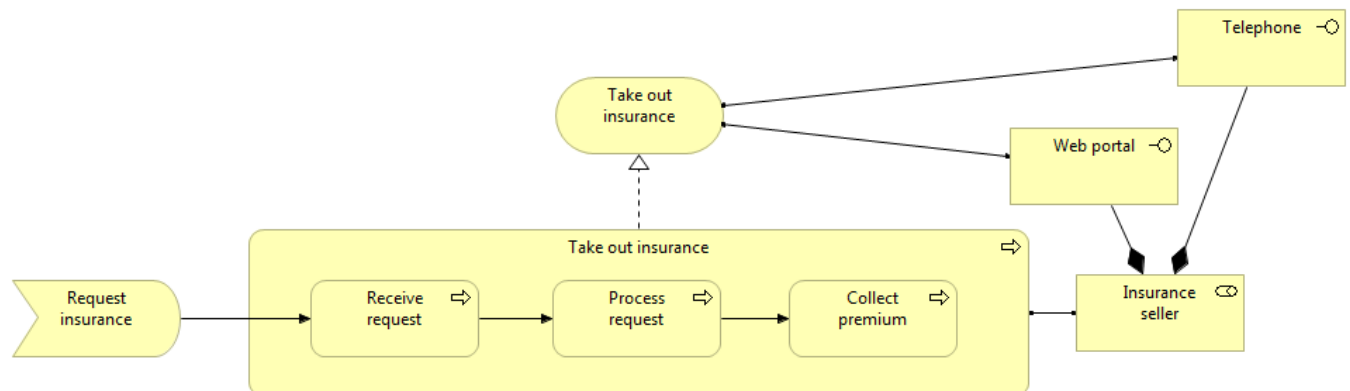 Telephone
Take out
insurance
Web portal
Take out insurance
Request
insurance
Receive
request
Process
request
Collect
premium
Insurance
seller